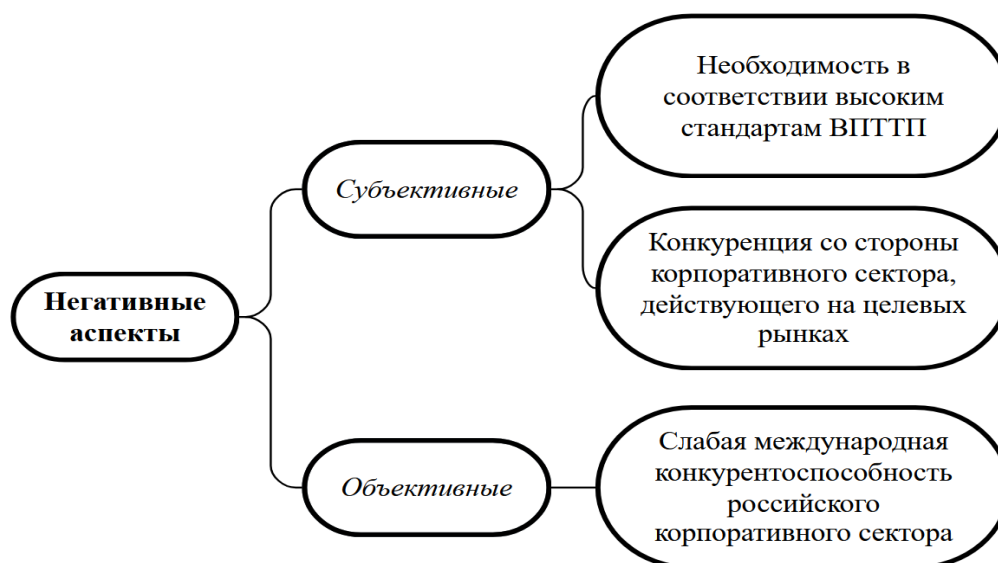 Негативные
аспекты
Субъективные
Необходимость в
соответствии высоким
стандартам ВПТТП
Конкуренция со стороны
корпоративного сектора,
действующего на целевых
рынках
Объективные
Слабая международная
конкурентоспособность
российского
корпоративного сектора